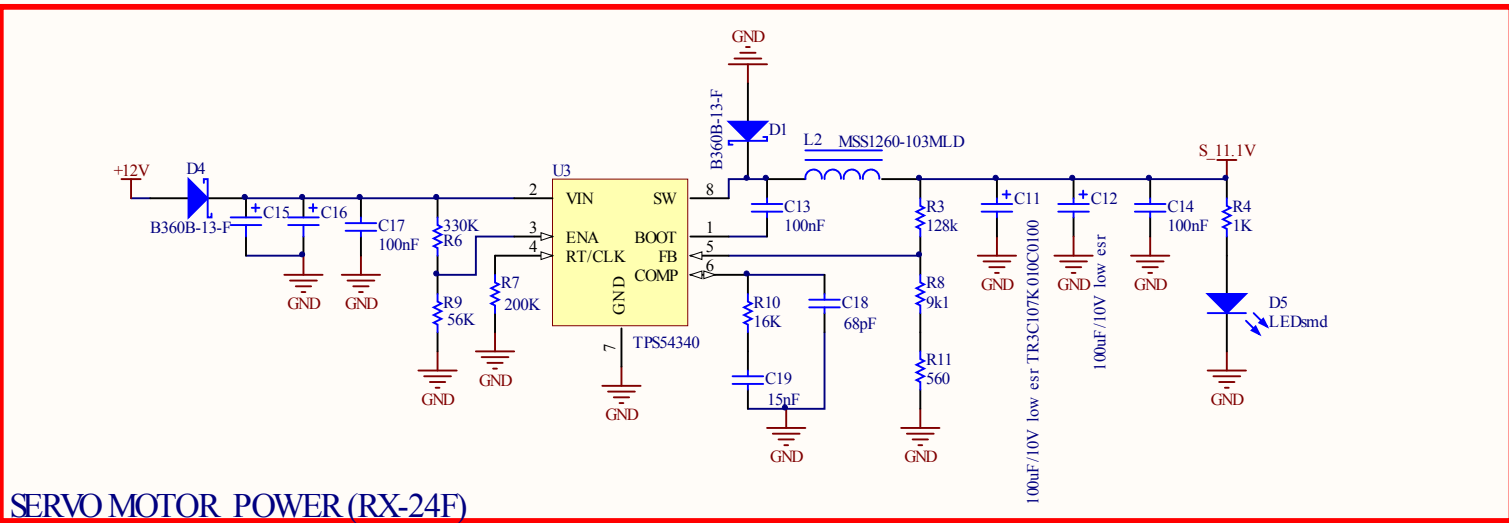 GND
B360B-13-F
D1
L2
MSS1260-103MLD
S_11.1V
+12V
D4
B360B-13-F
C15
C16
C17
100nF
330K
R6
R9
56K
GND
GND
GND
R7
200K
GND
U3
2
VIN
SW
8
3
ENA
BOOT
1
4
RT/CLK
FB
5
COMP
6
GND
7
TPS54340
GND
C13
100nF
R10
16K
C18
68pF
C19
15nF
GND
R3
128k
R8
9k1
R11
560
GND
C11
100uF/10V low esr TR3C107K010C0100
GND
C12
100uF/10V low esr
GND
C14
100nF
GND
R4
1K
D5
LEDsmd
GND
SERVO MOTOR POWER (RX-24F)